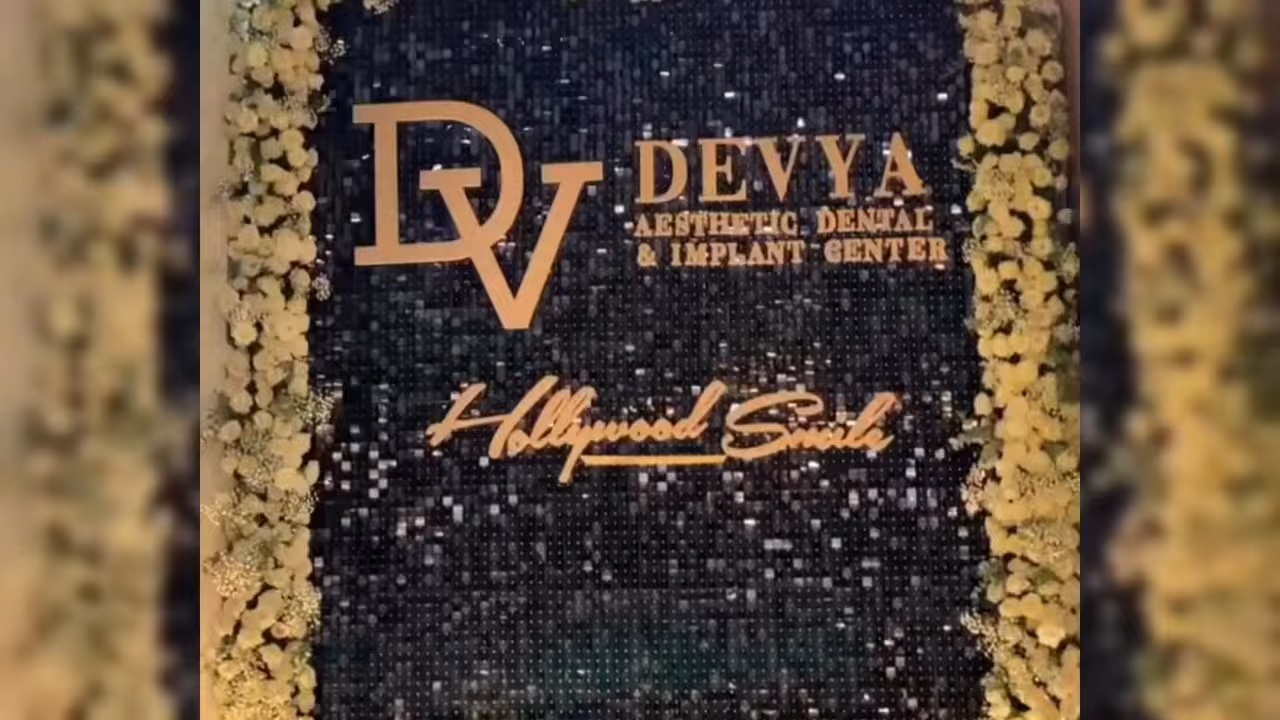 DV
DEVYA
AESTHETIC DENTAL
& IMPLANT CENTER
Hollywood Smile